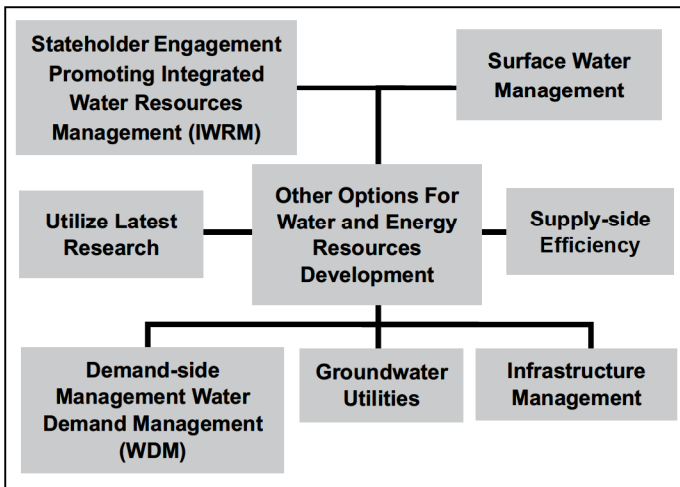 Stateholder Engagement
Promoting Integrated
Water Resources
Management (IWRM)
Surface Water
Management
Utilize Latest
Research
Other Options For
Water and Energy
Resources
Development
Supply-side
Efficiency
Demand-side
Management Water
Demand Management
(WDM)
Groundwater
Utilities
Infrastructure
Management